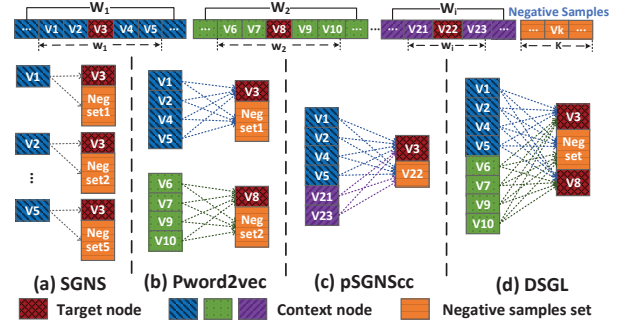 W1 W2 Wi Negative Samples
... V1 V2 V3 V4 V5 ... ... V6 V7 V8 V9 V10 ... ... ... V21 V22 V23 ... ... Vk ...
w1 w2 wi K
V1 V3
Neg set1
V2 V3
Neg set2
⋮
V5 V3
Neg set5
V1 V2 V4 V5
V3
Neg set1
V6 V7 V9 V10
V8
Neg set2
V1 V2 V4 V5 V21 V23
V3
V22
V1 V2 V4 V5 V6 V7 V9 V10
V3
Neg set
V8
(a) SGNS (b) Pword2vec (c) pSGNScc (d) DSGL
Target node Context node Negative samples set